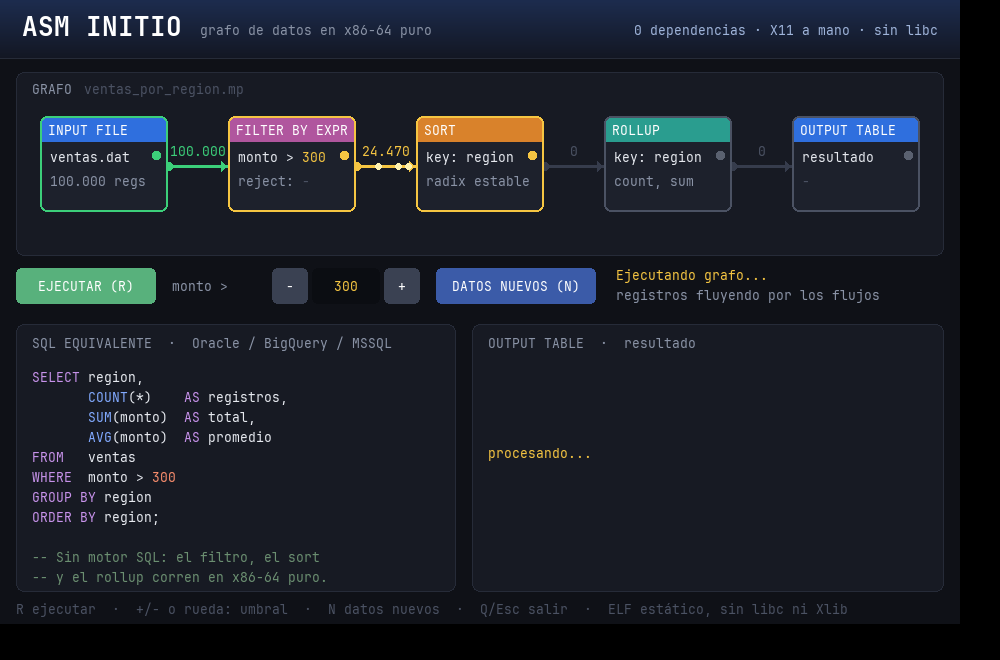 ASM INITIO grafo de datos en x86-64 puro 0 dependencias · X11 a mano · sin libc
GRAFO ventas_por_region.mp
INPUT FILE FILTER BY EXPR SORT ROLLUP OUTPUT TABLE
ventas.dat 100.000 monto > 300 24.470 key: region 0 key: region 0 resultado
100.000 regs reject: - radix estable count, sum -
EJECUTAR (R) monto > - 300 + DATOS NUEVOS (N) Ejecutando grafo...
registros fluyendo por los flujos
SQL EQUIVALENTE · Oracle / BigQuery / MSSQL
SELECT region,
COUNT(*) AS registros,
SUM(monto) AS total,
AVG(monto) AS promedio
FROM ventas
WHERE monto > 300
GROUP BY region
ORDER BY region;
-- Sin motor SQL: el filtro, el sort
-- y el rollup corren en x86-64 puro.
OUTPUT TABLE · resultado
procesando...
R ejecutar · +/- o rueda: umbral · N datos nuevos · Q/Esc salir · ELF estático, sin libc ni Xlib